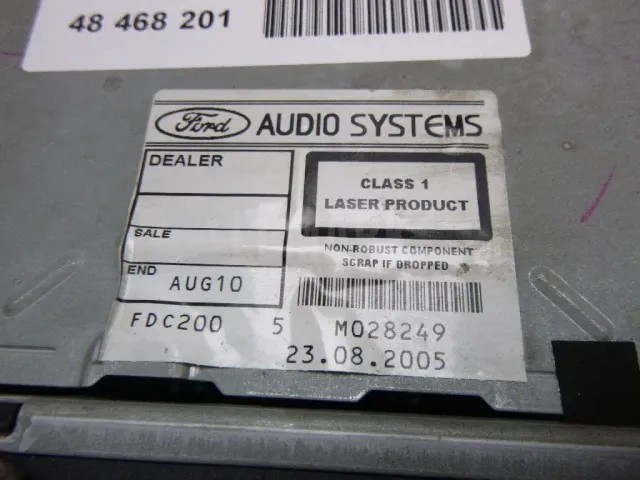 48 468 201
Ford AUDIO SYSTEMS
DEALER
CLASS 1
LASER PRODUCT
SALE
NON-ROBUST COMPONENT
SCRAP IF DROPPED
END AUG10
FDC200 5 M028249
23.08.2005